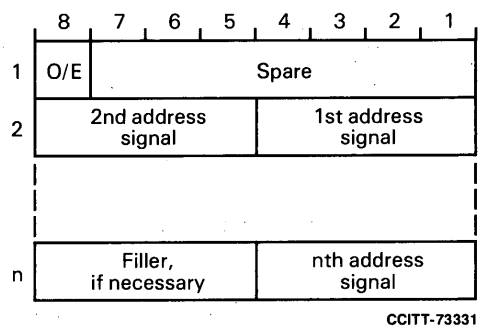 8 7 6 5 4 3 2 1
1 O/E Spare
2nd address 1st address
2
signal signal
Filler, nth address
n
if necessary signal
CCITT-73331